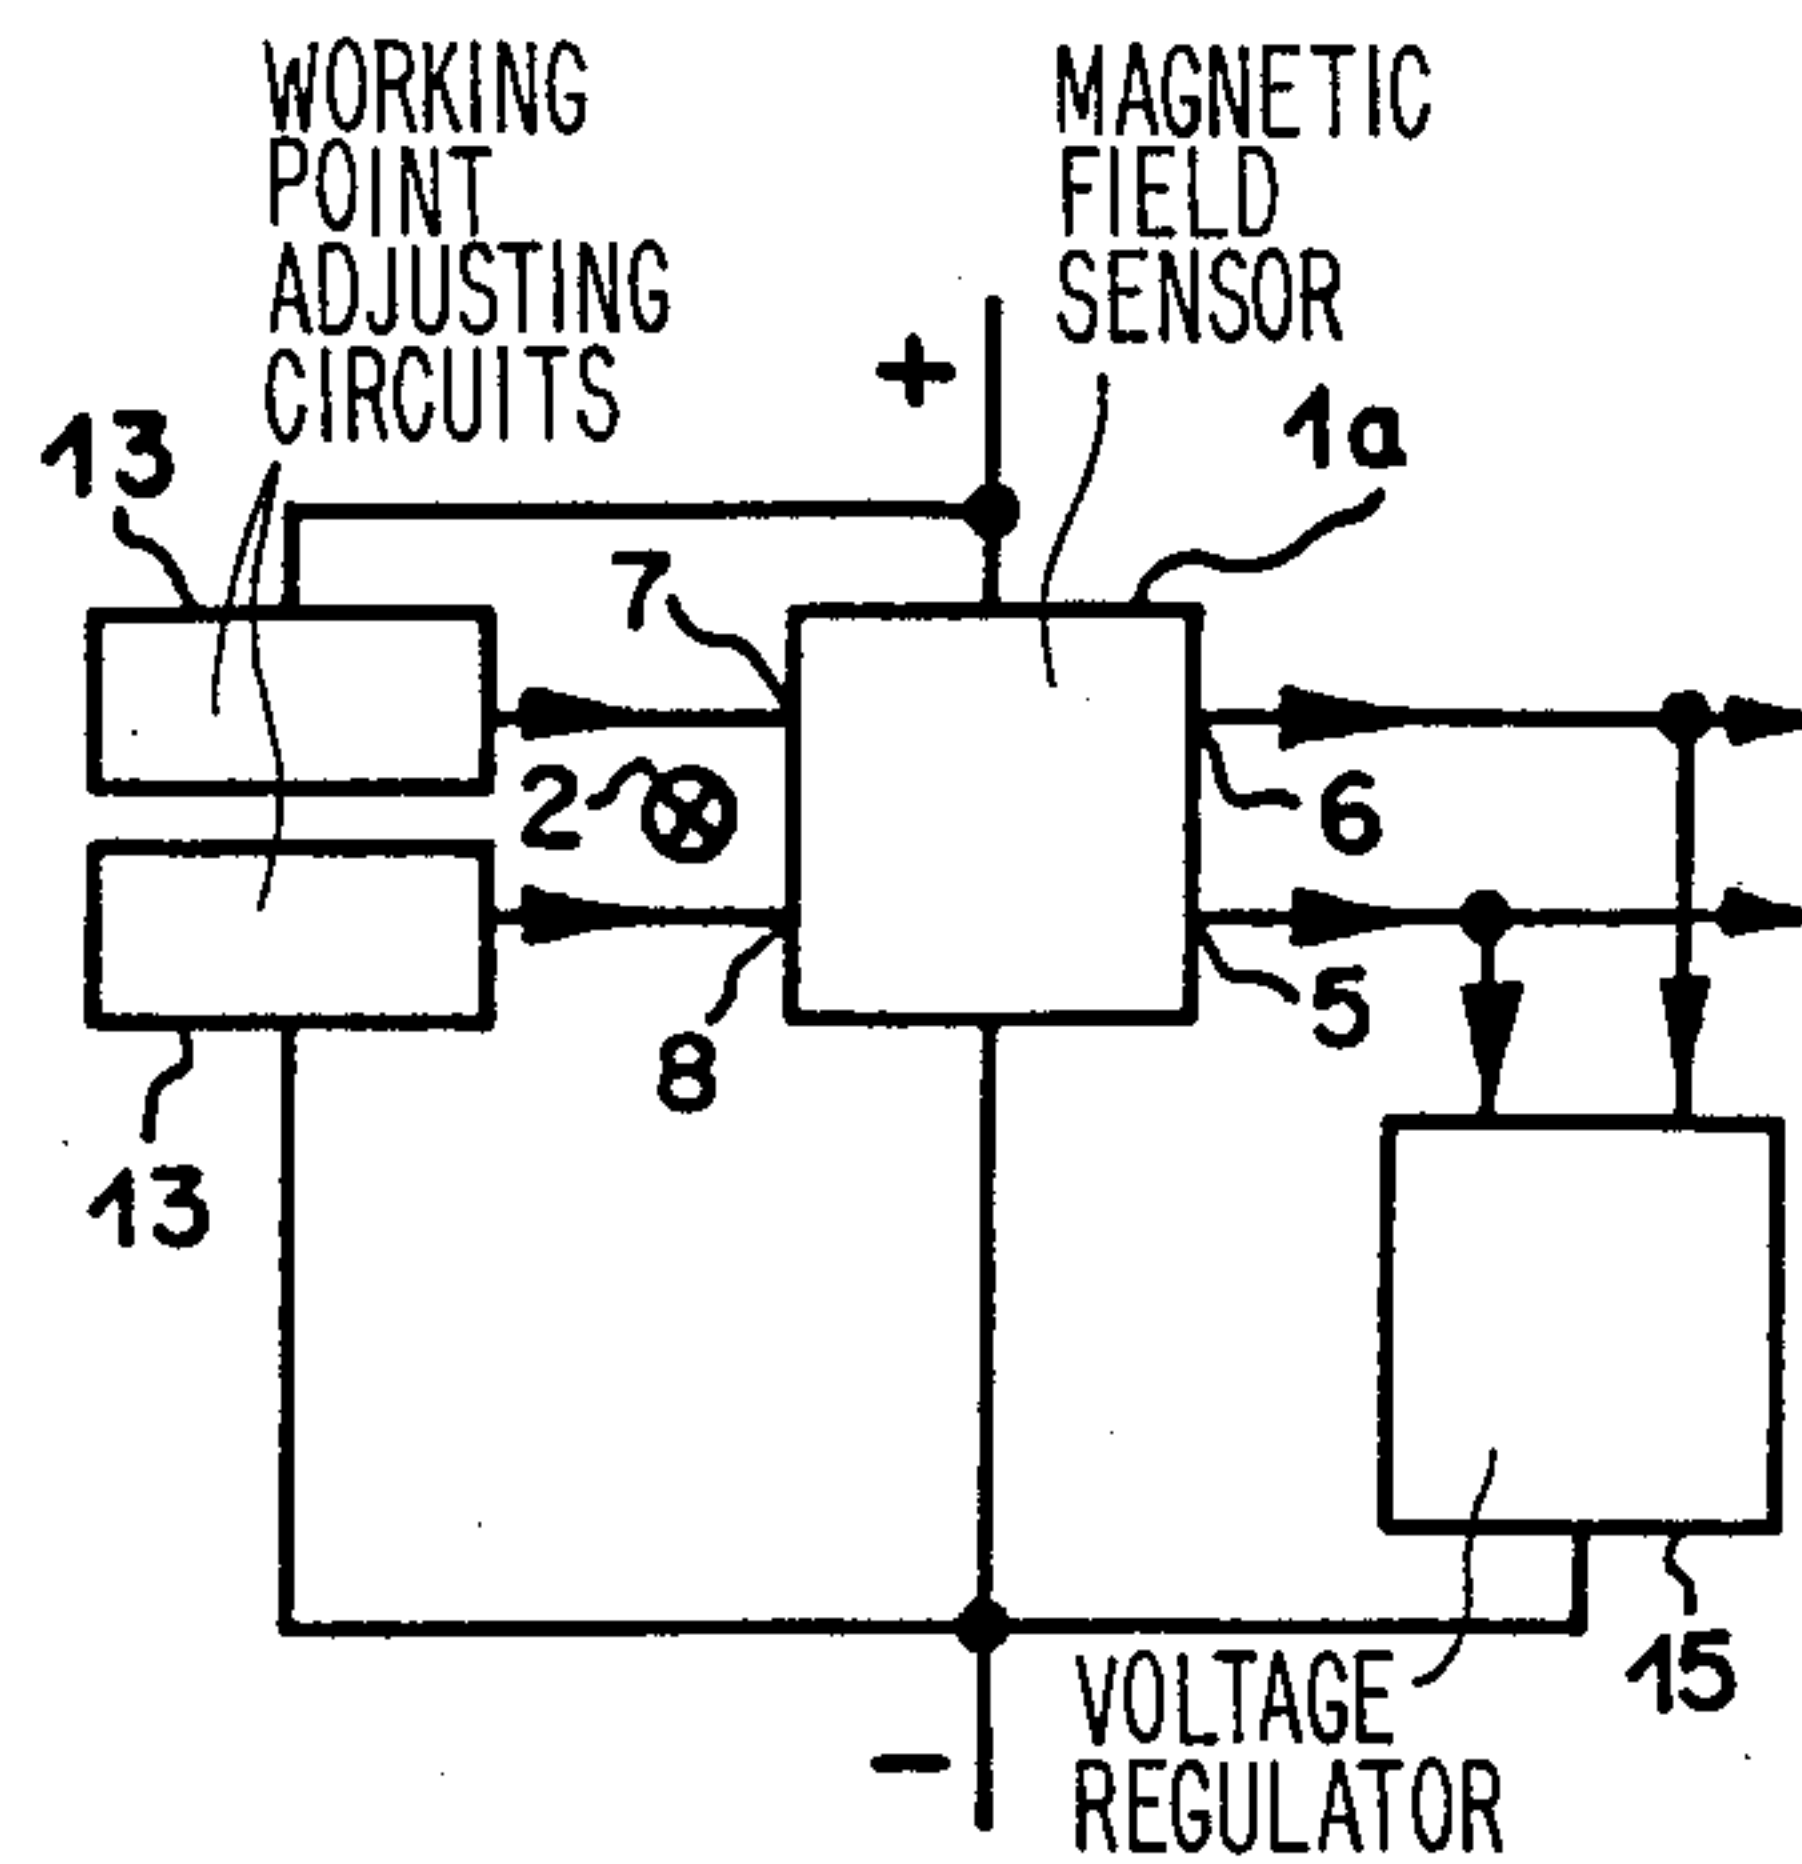 WORKING
POINT
ADJUSTING
CIRCUITS
MAGNETIC
FIELD
SENSOR
+
13
1a
7
2
6
8
5
13
15
VOLTAGE
REGULATOR
-